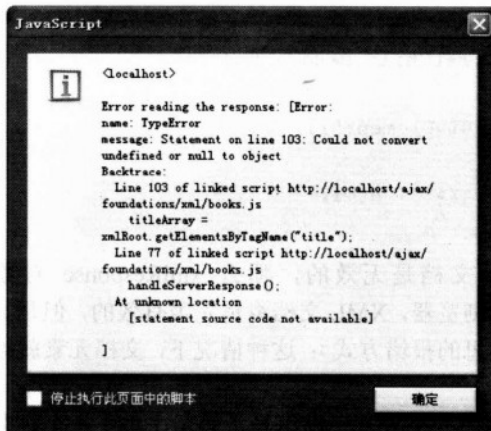 JavaScript
<localhost>
Error reading the response: [Error:
name: TypeError
message: Statement on line 103: Could not convert
undefined or null to object
Backtrace:
Line 103 of linked script http://localhost/ajax/
foundations/xml/books.js
titleArray =
xmlRoot.getElementsByTagName("title");
Line 77 of linked script http://localhost/ajax/
foundations/xml/books.js
handleServerResponse();
At unknown location
[statement source code not available]
]
停止执行此页面中的脚本
确定